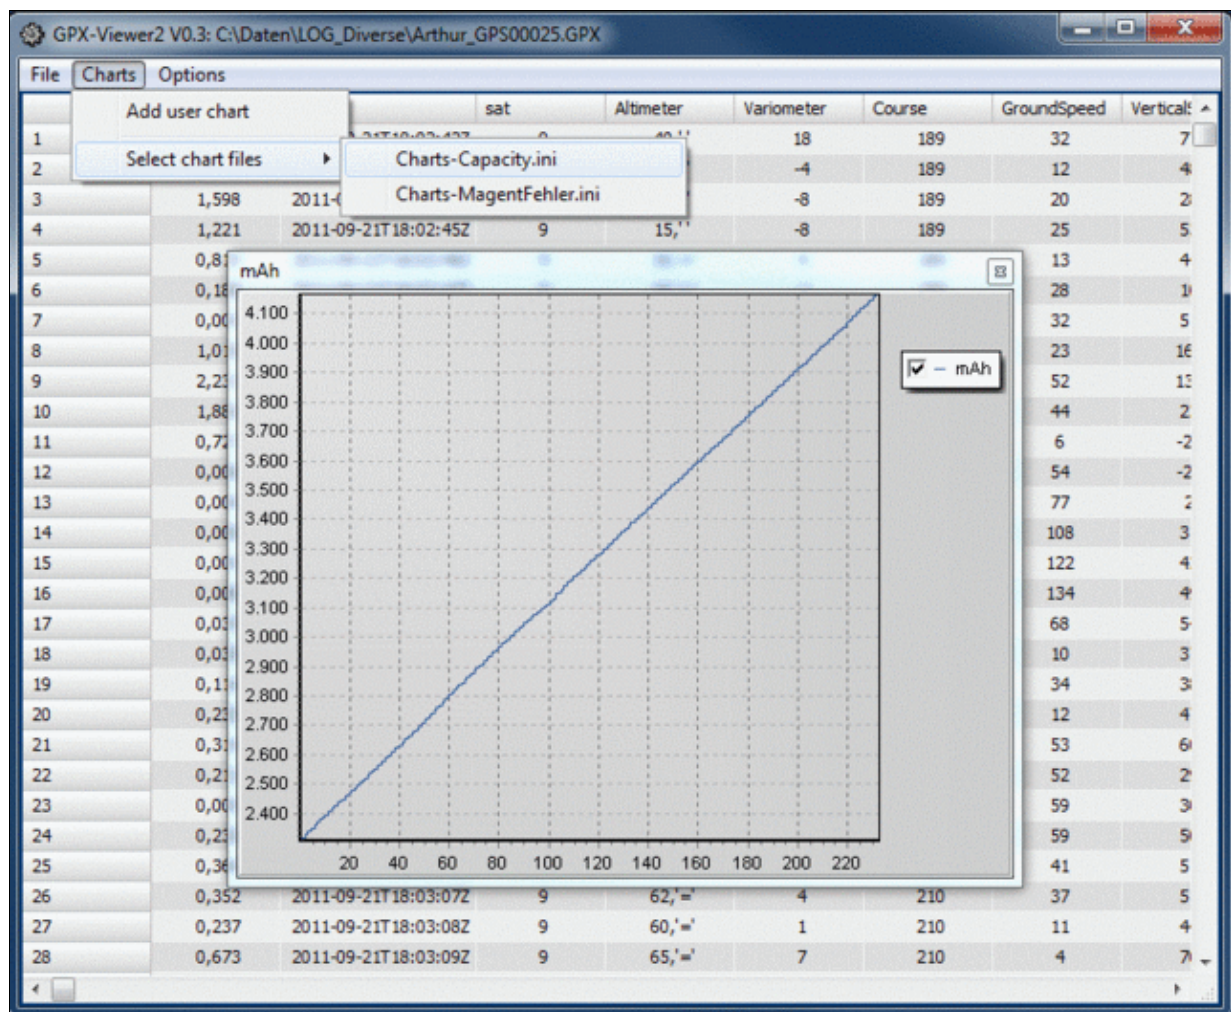 GPX-Viewer2 V0.3: C:\Daten\LOG_Diverse\Arthur_GPS00025.GPX
File Charts Options
sat Altimeter Variometer Course GroundSpeed
Add user chart
Select chart files
Charts-Capacity.ini
Charts-MagentFehler.ini
1 18 189 32
2 -4 189 12
3 1,598 -8 189 20
4 1,221 2011-09-21T18:02:45Z 9 15,' ' -8 189 25
5 13
6 28
7 32
8 23
9 52
10 44
11 6
12 54
13 77
14 108
15 122
16 134
17 68
18 10
19 34
20 12
21 53
22 52
23 59
24 59
25 41
mAh
4.100
4.000
3.900
3.800
3.700
3.600
3.500
3.400
3.300
3.200
3.100
3.000
2.900
2.800
2.700
2.600
2.500
2.400
20 40 60 80 100 120 140 160 180 200 220
mAh
26 0,352 2011-09-21T18:03:07Z 9 62,'=' 4 210 37
27 0,237 2011-09-21T18:03:08Z 9 60,'=' 1 210 11
28 0,673 2011-09-21T18:03:09Z 9 65,'=' 7 210 4